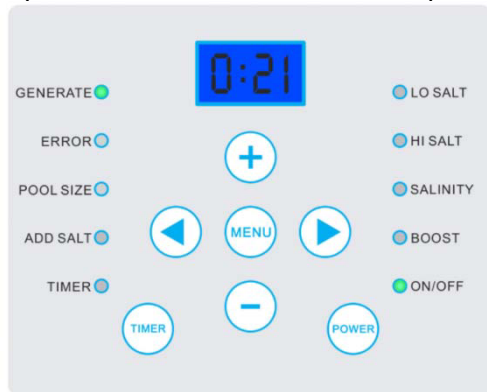 0:21
GENERATE
LO SALT
ERROR
+
HI SALT
POOL SIZE
SALINITY
ADD SALT
MENU
BOOST
TIMER
−
ON/OFF
TIMER
POWER